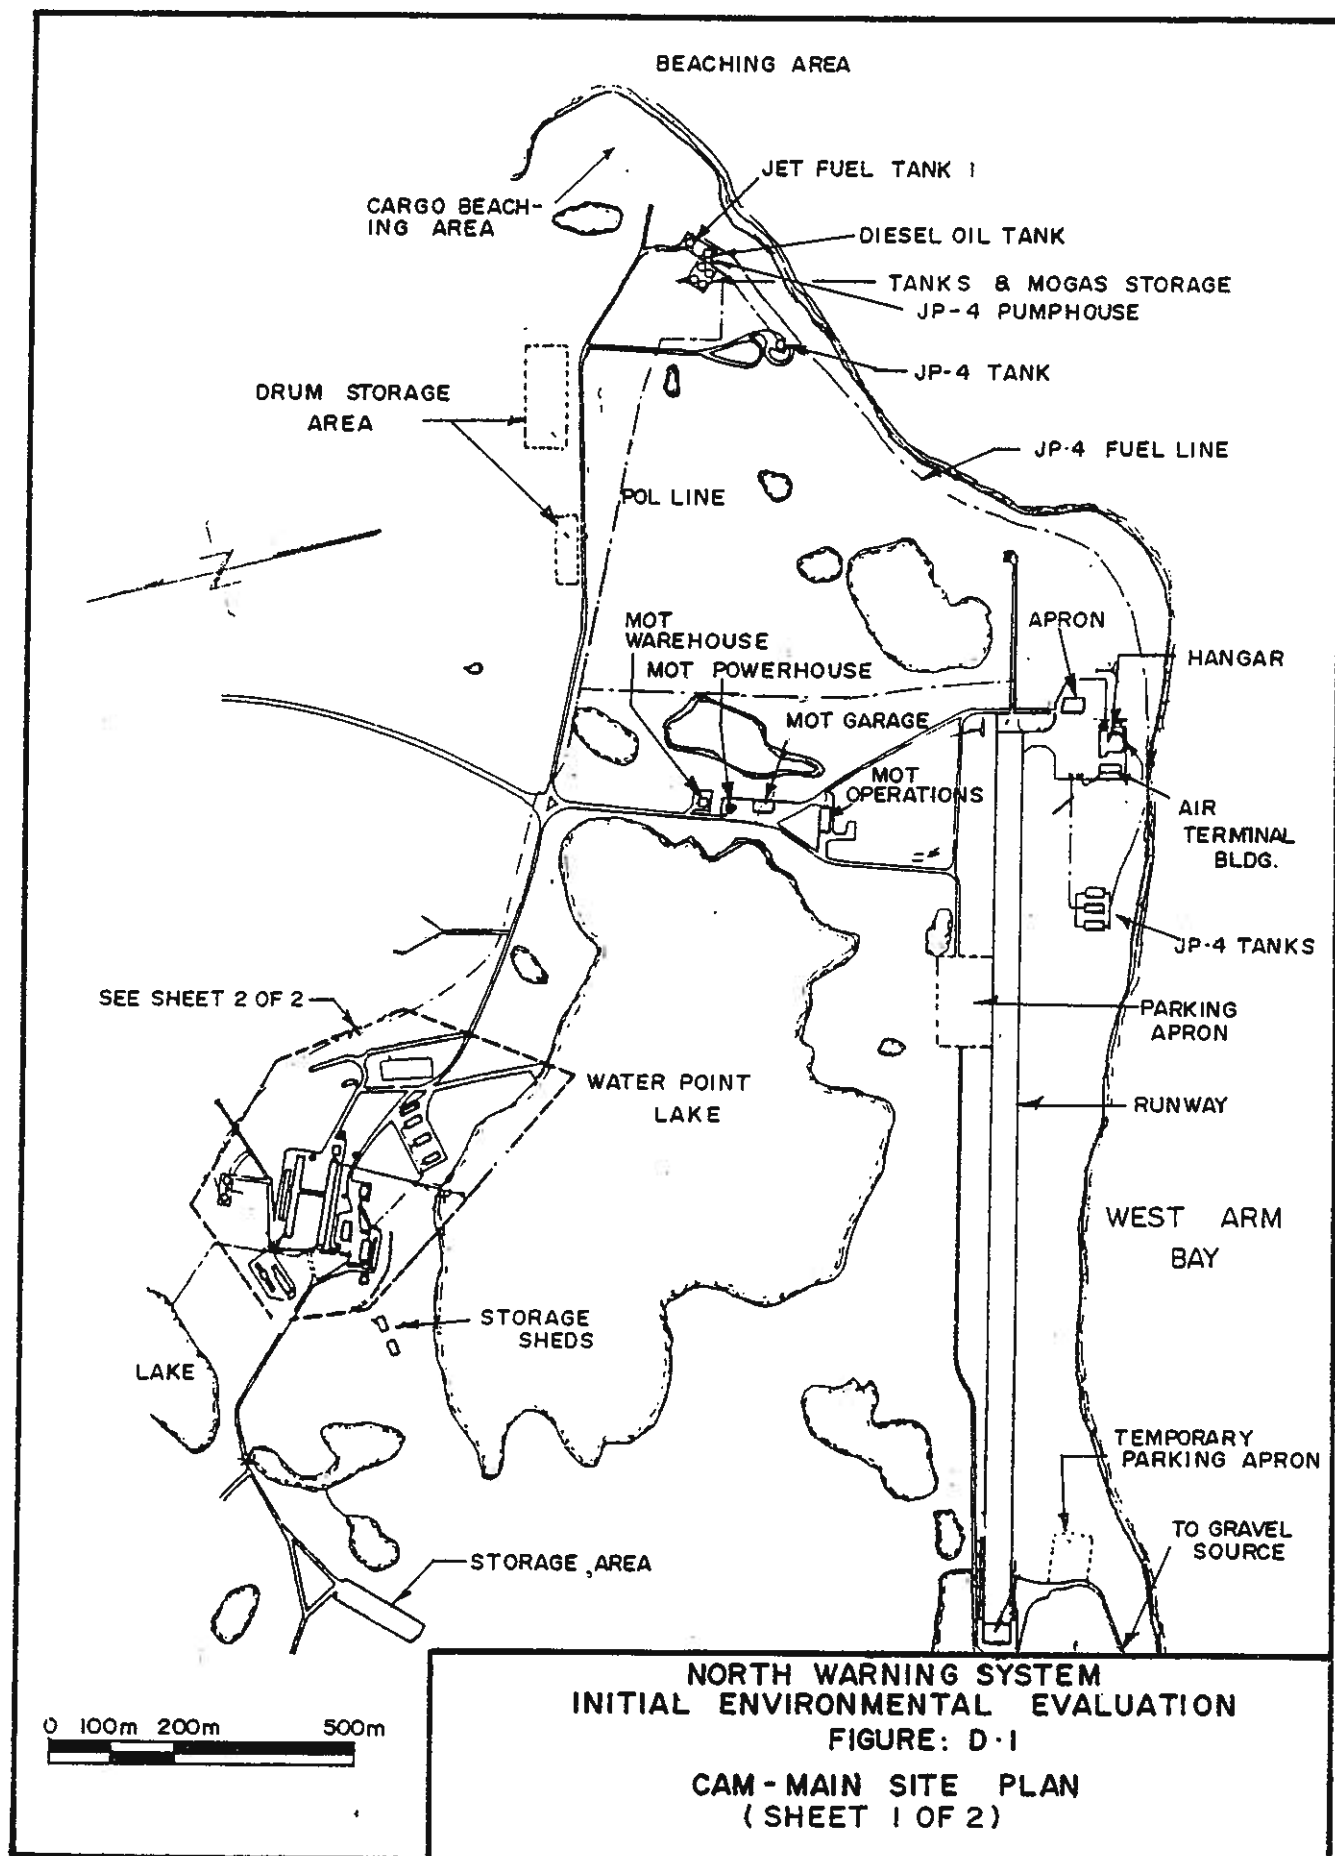 BEACHING AREA
JET FUEL TANK 1
CARGO BEACH-
ING AREA
DIESEL OIL TANK
TANKS & MOGAS STORAGE
JP-4 PUMPHOUSE
JP-4 TANK
DRUM STORAGE
AREA
JP-4 FUEL LINE
POL LINE
MOT
WAREHOUSE
APRON
MOT POWERHOUSE
HANGAR
MOT GARAGE
MOT
OPERATIONS
AIR
TERMINAL
BLDG.
JP-4 TANKS
SEE SHEET 2 OF 2
PARKING
APRON
WATER POINT
LAKE
RUNWAY
WEST ARM
BAY
STORAGE
SHEDS
LAKE
TEMPORARY
PARKING APRON
TO GRAVEL
SOURCE
STORAGE AREA
0 100m 200m 500m
NORTH WARNING SYSTEM
INITIAL ENVIRONMENTAL EVALUATION
FIGURE: D-1
CAM-MAIN SITE PLAN
(SHEET 1 OF 2)